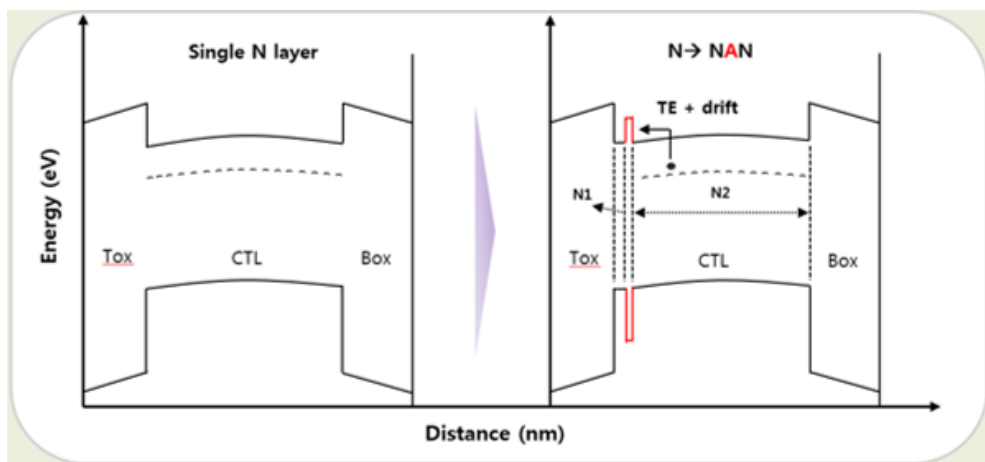 Single N layer
N→ NAN
TE + drift
N1
N2
Tox
CTL
Box
Tox
CTL
Box
Energy (eV)
Distance (nm)